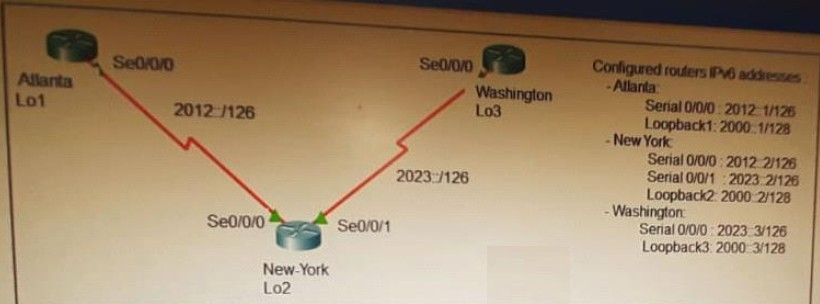 Se0/0/0
Atlanta
Lo1
2012::/126
Se0/0/0
Washington
Lo3
2023::/126
Se0/0/0
Se0/0/1
New-York
Lo2
Configured routers IPv6 addresses :
- Atlanta:
Serial 0/0/0 : 2012::1/126
Loopback1: 2000::1/128
- New York:
Serial 0/0/0 : 2012::2/126
Serial 0/0/1 : 2023::2/126
Loopback2: 2000::2/128
- Washington:
Serial 0/0/0 : 2023::3/126
Loopback3: 2000::3/128